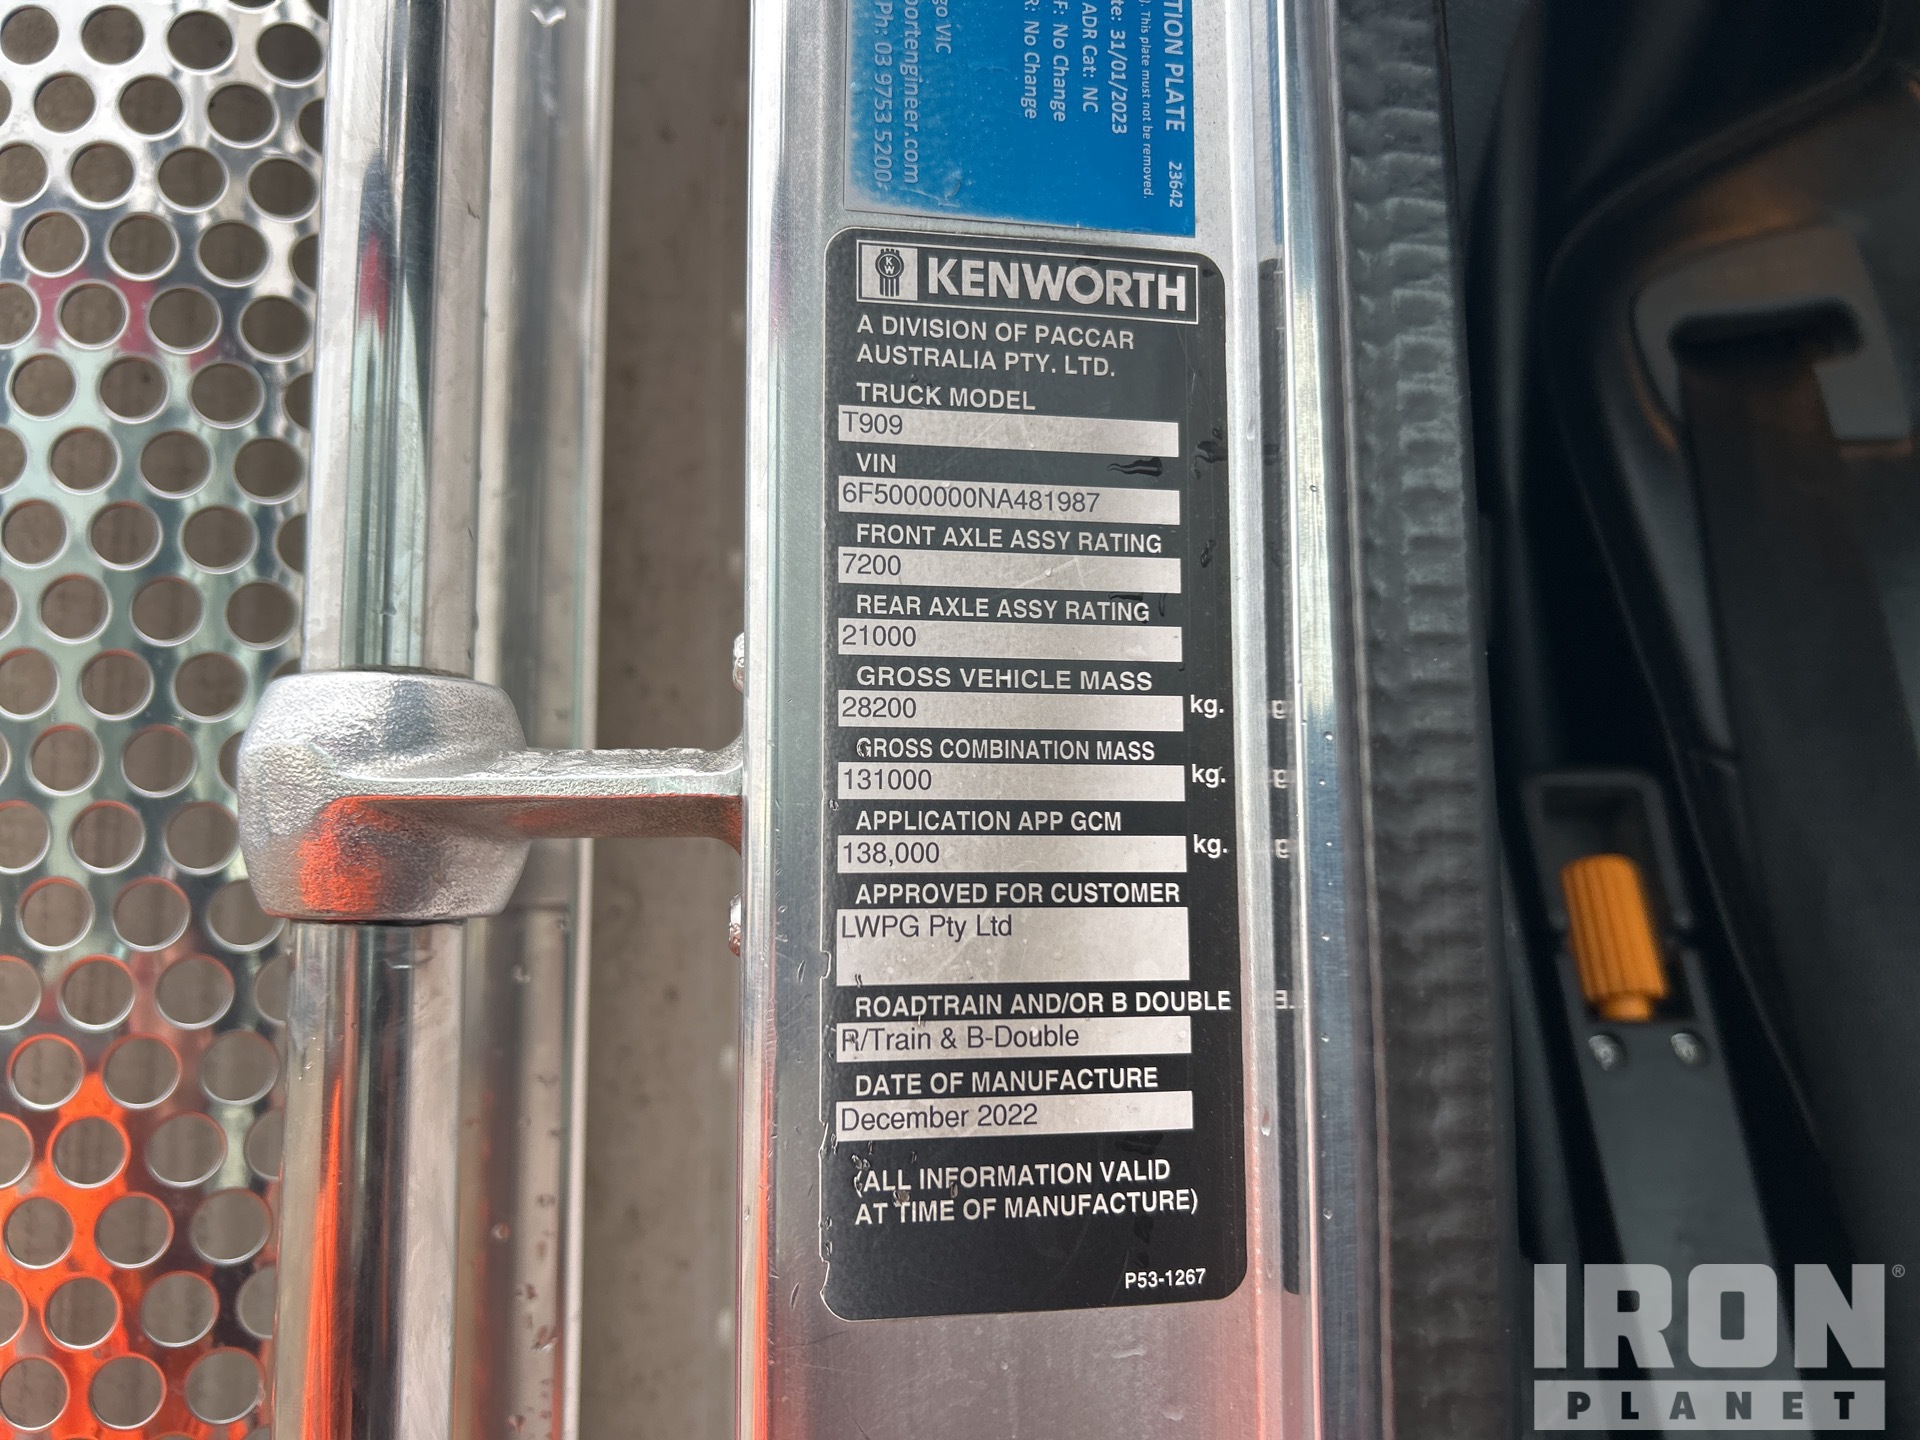 TION PLATE 23642
). This plate must not be removed.
te: 31/01/2023
ADR Cat: NC
F: No Change
R: No Change
go VIC
portengineer.com
Ph: 03 9753 5200
KW KENWORTH
A DIVISION OF PACCAR
AUSTRALIA PTY. LTD.
TRUCK MODEL
T909
VIN
6F5000000NA481987
FRONT AXLE ASSY RATING
7200
REAR AXLE ASSY RATING
21000
GROSS VEHICLE MASS
28200 kg.
GROSS COMBINATION MASS
131000 kg.
APPLICATION APP GCM
138,000 kg.
APPROVED FOR CUSTOMER
LWPG Pty Ltd
ROADTRAIN AND/OR B DOUBLE
R/Train & B-Double
DATE OF MANUFACTURE
December 2022
(ALL INFORMATION VALID
AT TIME OF MANUFACTURE)
P53-1267
IRON ®
PLANET